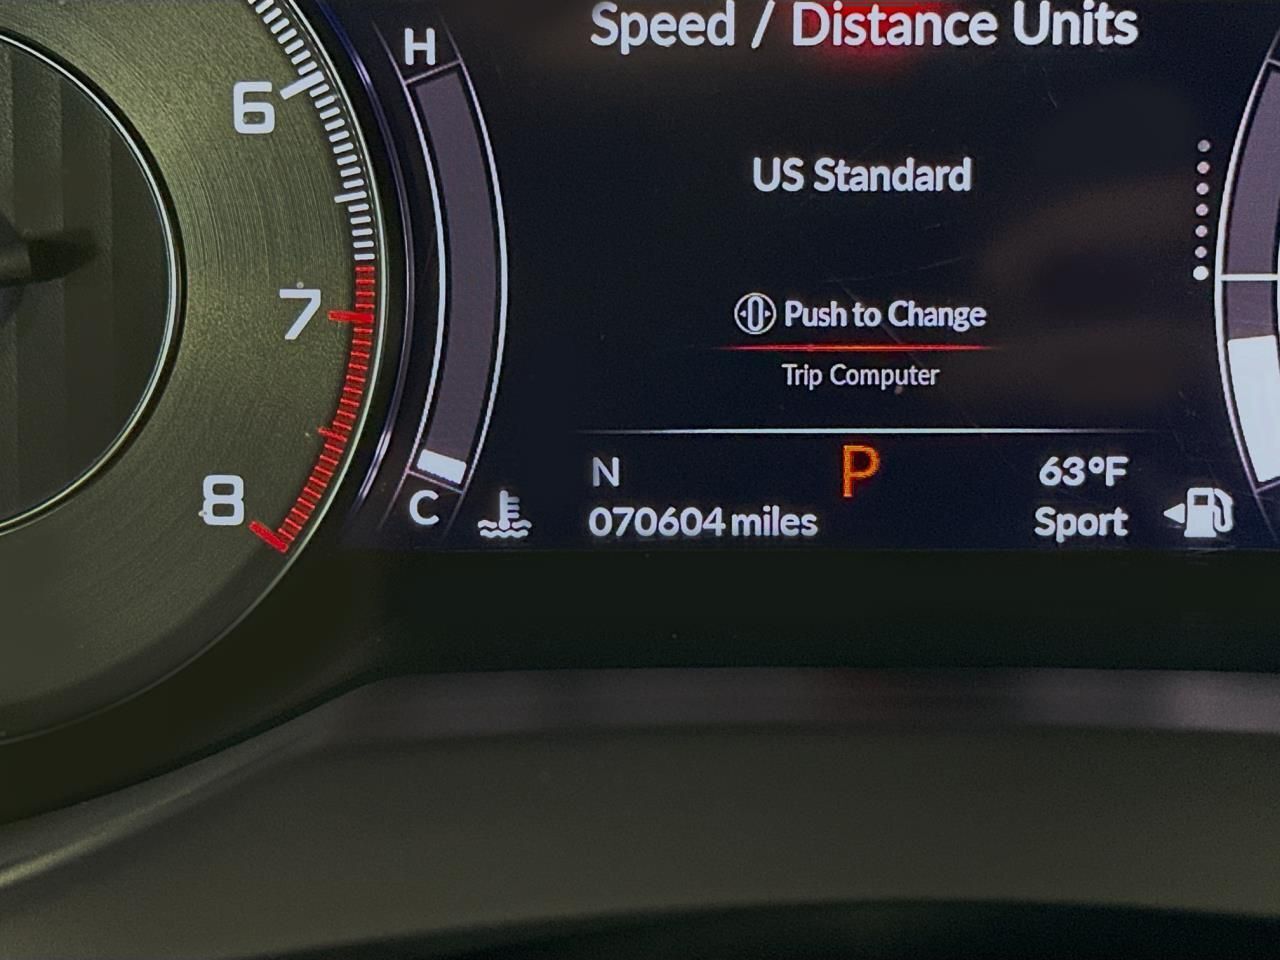 H
Speed / Distance Units
6
US Standard
7
Push to Change
Trip Computer
N P 63°F
8 C
070604 miles Sport